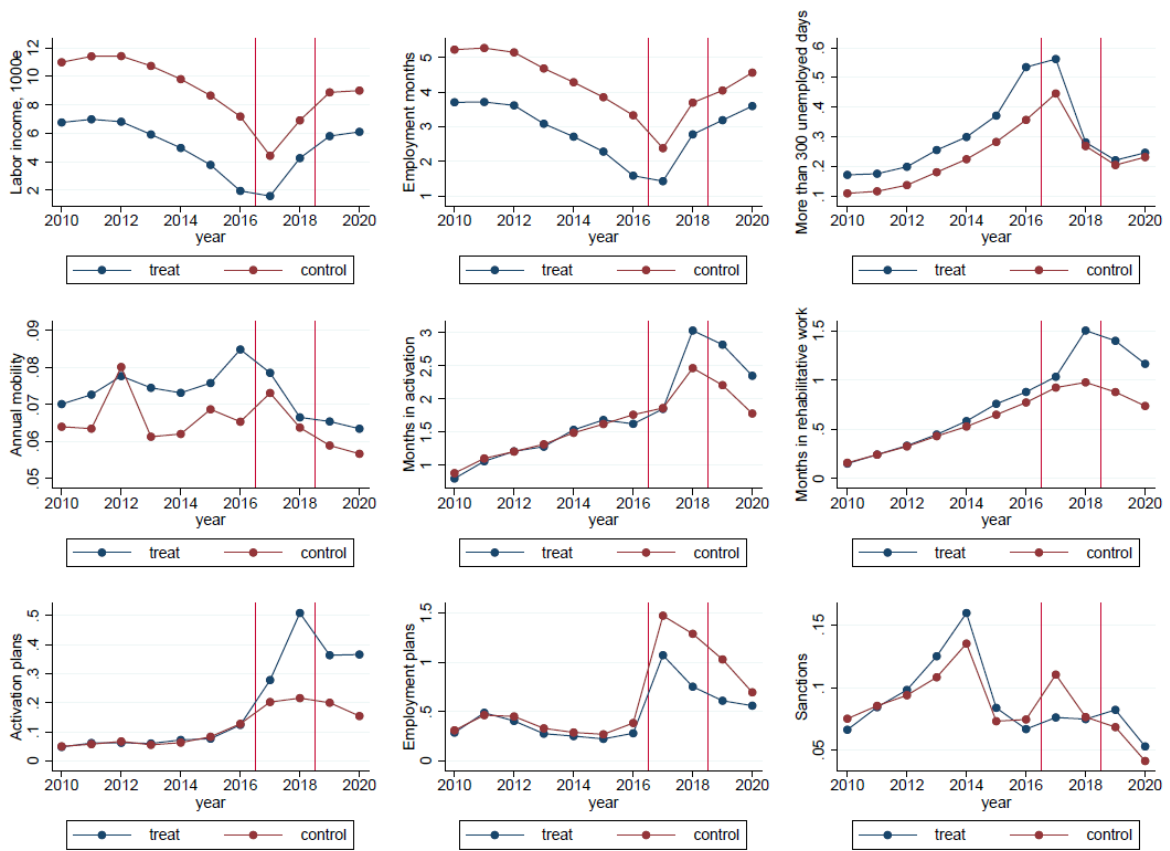 Labor income, 1000e
12
10
8
6
4
2
2010 2012 2014 2016 2018 2020
year
treat control
Employment months
5
4
3
2
1
2010 2012 2014 2016 2018 2020
year
treat control
More than 300 unemployed days
.6
.5
.4
.3
.2
.1
2010 2012 2014 2016 2018 2020
year
treat control
Annual mobility
.09
.08
.07
.06
.05
2010 2012 2014 2016 2018 2020
year
treat control
Months in activation
3
2.5
2
1.5
1
2010 2012 2014 2016 2018 2020
year
treat control
Months in rehabilitative work
1.5
1
.5
0
2010 2012 2014 2016 2018 2020
year
treat control
Activation plans
.5
.4
.3
.2
.1
0
2010 2012 2014 2016 2018 2020
year
treat control
Employment plans
1.5
1
.5
0
2010 2012 2014 2016 2018 2020
year
treat control
Sanctions
.15
.1
.05
2010 2012 2014 2016 2018 2020
year
treat control